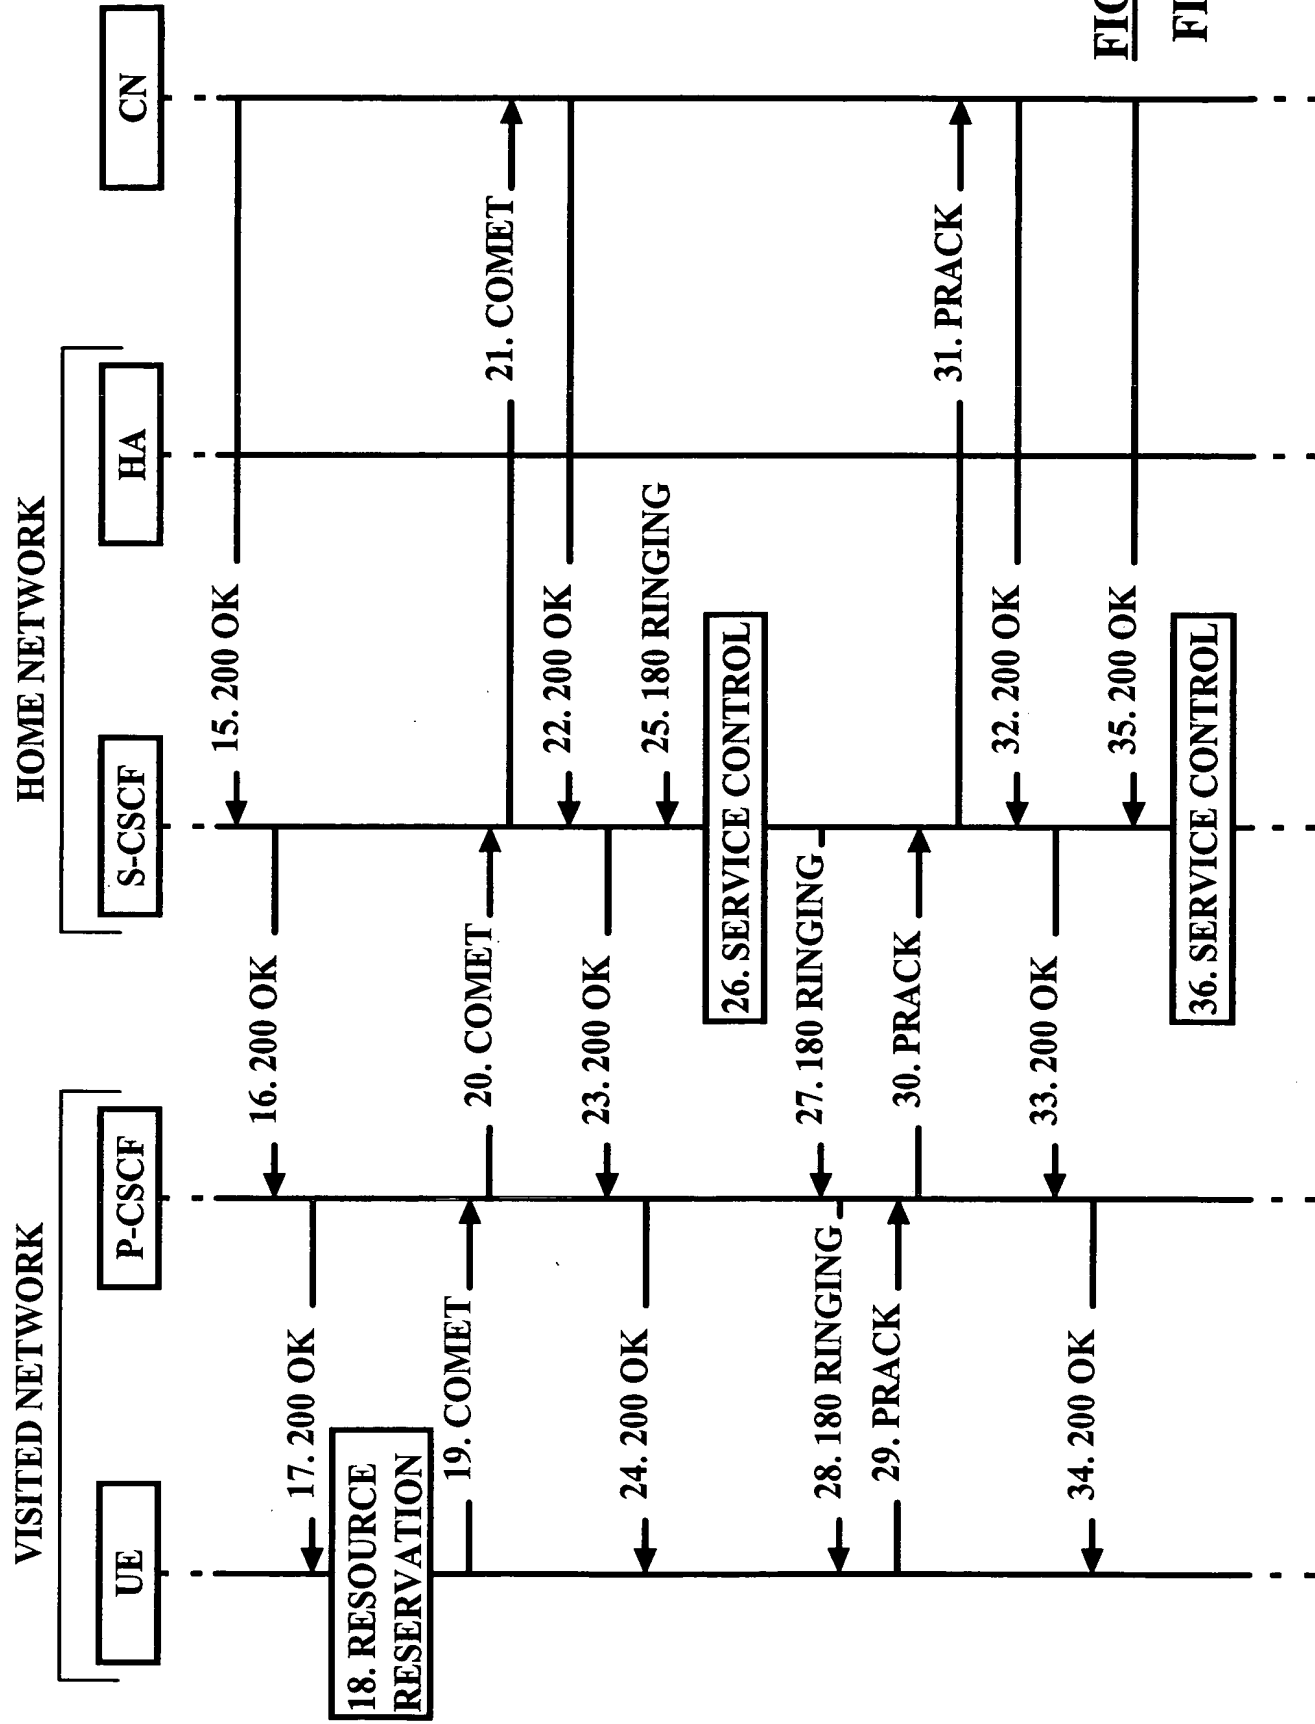 VISITED NETWORK
HOME NETWORK
UE
P-CSCF
S-CSCF
HA
CN
15. 200 OK
16. 200 OK
17. 200 OK
18. RESOURCE
RESERVATION
19. COMET
20. COMET
21. COMET
22. 200 OK
23. 200 OK
24. 200 OK
25. 180 RINGING
26. SERVICE CONTROL
27. 180 RINGING
28. 180 RINGING
29. PRACK
30. PRACK
31. PRACK
32. 200 OK
33. 200 OK
34. 200 OK
35. 200 OK
36. SERVICE CONTROL